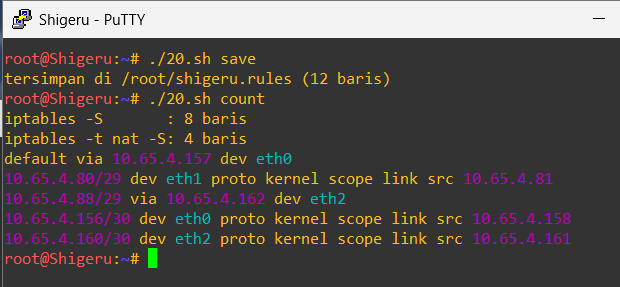 Shigeru - PuTTY
root@Shigeru:~# ./20.sh save
tersimpan di /root/shigeru.rules (12 baris)
root@Shigeru:~# ./20.sh count
iptables -S       : 8 baris
iptables -t nat -S: 4 baris
default via 10.65.4.157 dev eth0
10.65.4.80/29 dev eth1 proto kernel scope link src 10.65.4.81
10.65.4.88/29 via 10.65.4.162 dev eth2
10.65.4.156/30 dev eth0 proto kernel scope link src 10.65.4.158
10.65.4.160/30 dev eth2 proto kernel scope link src 10.65.4.161
root@Shigeru:~#